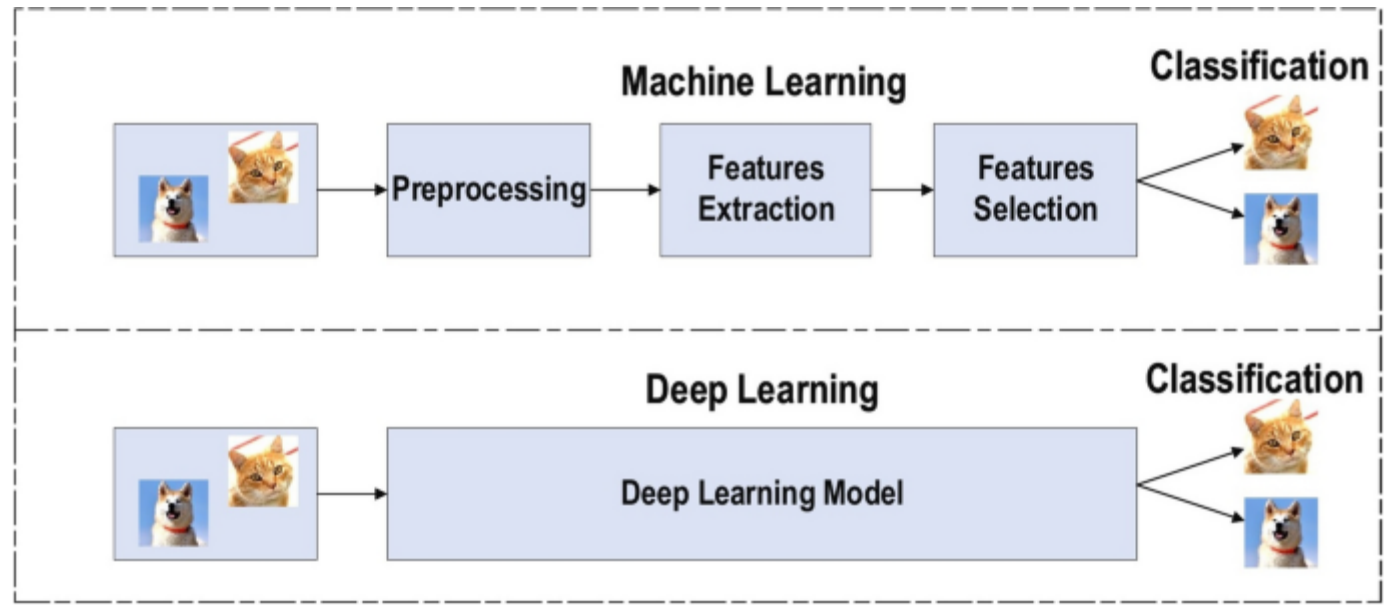 Machine Learning
Classification
Preprocessing
Features
Extraction
Features
Selection
Deep Learning
Classification
Deep Learning Model